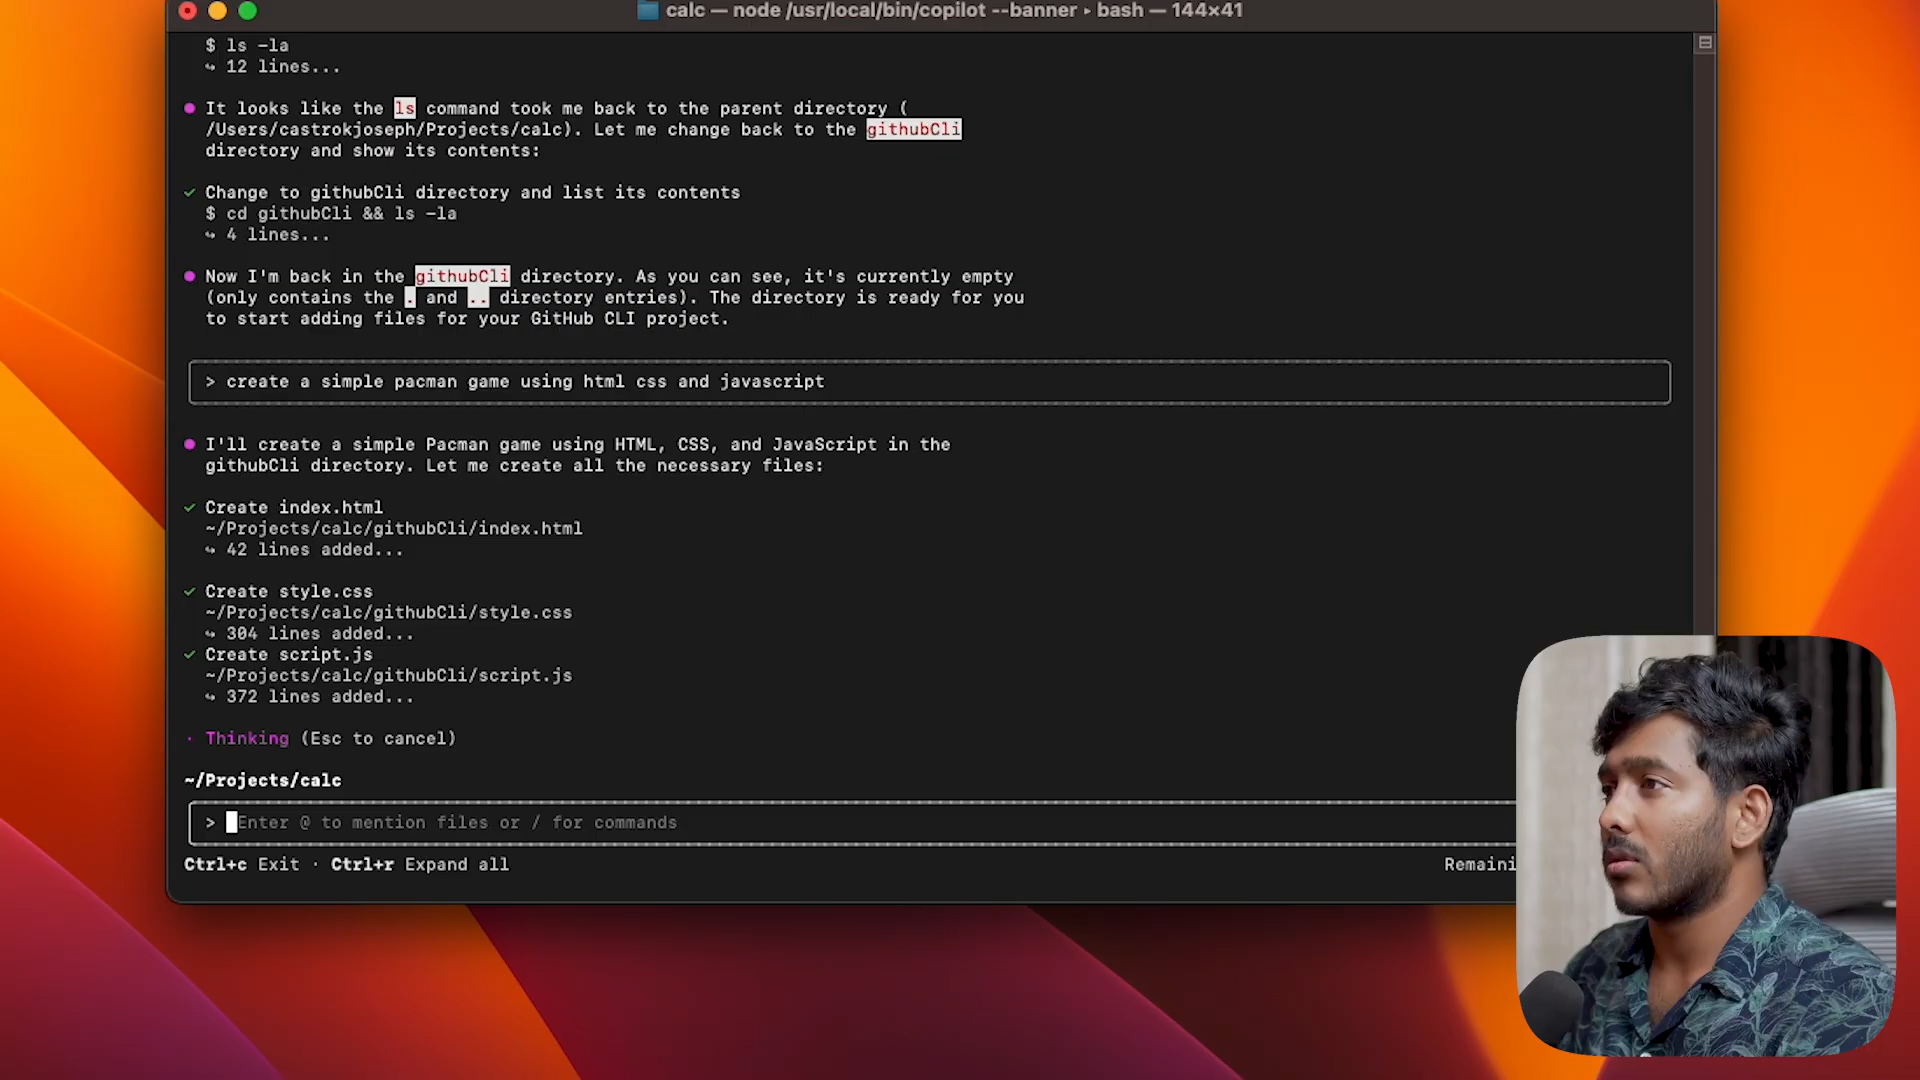 calc — node /usr/local/bin/copilot --banner ▸ bash — 144×41
$ ls -la
↪ 12 lines...
● It looks like the ls command took me back to the parent directory (
/Users/castrokjoseph/Projects/calc). Let me change back to the githubCli
directory and show its contents:
✓ Change to githubCli directory and list its contents
$ cd githubCli && ls -la
↪ 4 lines...
● Now I'm back in the githubCli directory. As you can see, it's currently empty
(only contains the . and .. directory entries). The directory is ready for you
to start adding files for your GitHub CLI project.
> create a simple pacman game using html css and javascript
● I'll create a simple Pacman game using HTML, CSS, and JavaScript in the
githubCli directory. Let me create all the necessary files:
✓ Create index.html
~/Projects/calc/githubCli/index.html
↪ 42 lines added...
✓ Create style.css
~/Projects/calc/githubCli/style.css
↪ 304 lines added...
✓ Create script.js
~/Projects/calc/githubCli/script.js
↪ 372 lines added...
· Thinking (Esc to cancel)
~/Projects/calc
> Enter @ to mention files or / for commands
Ctrl+c Exit · Ctrl+r Expand all
Remaini